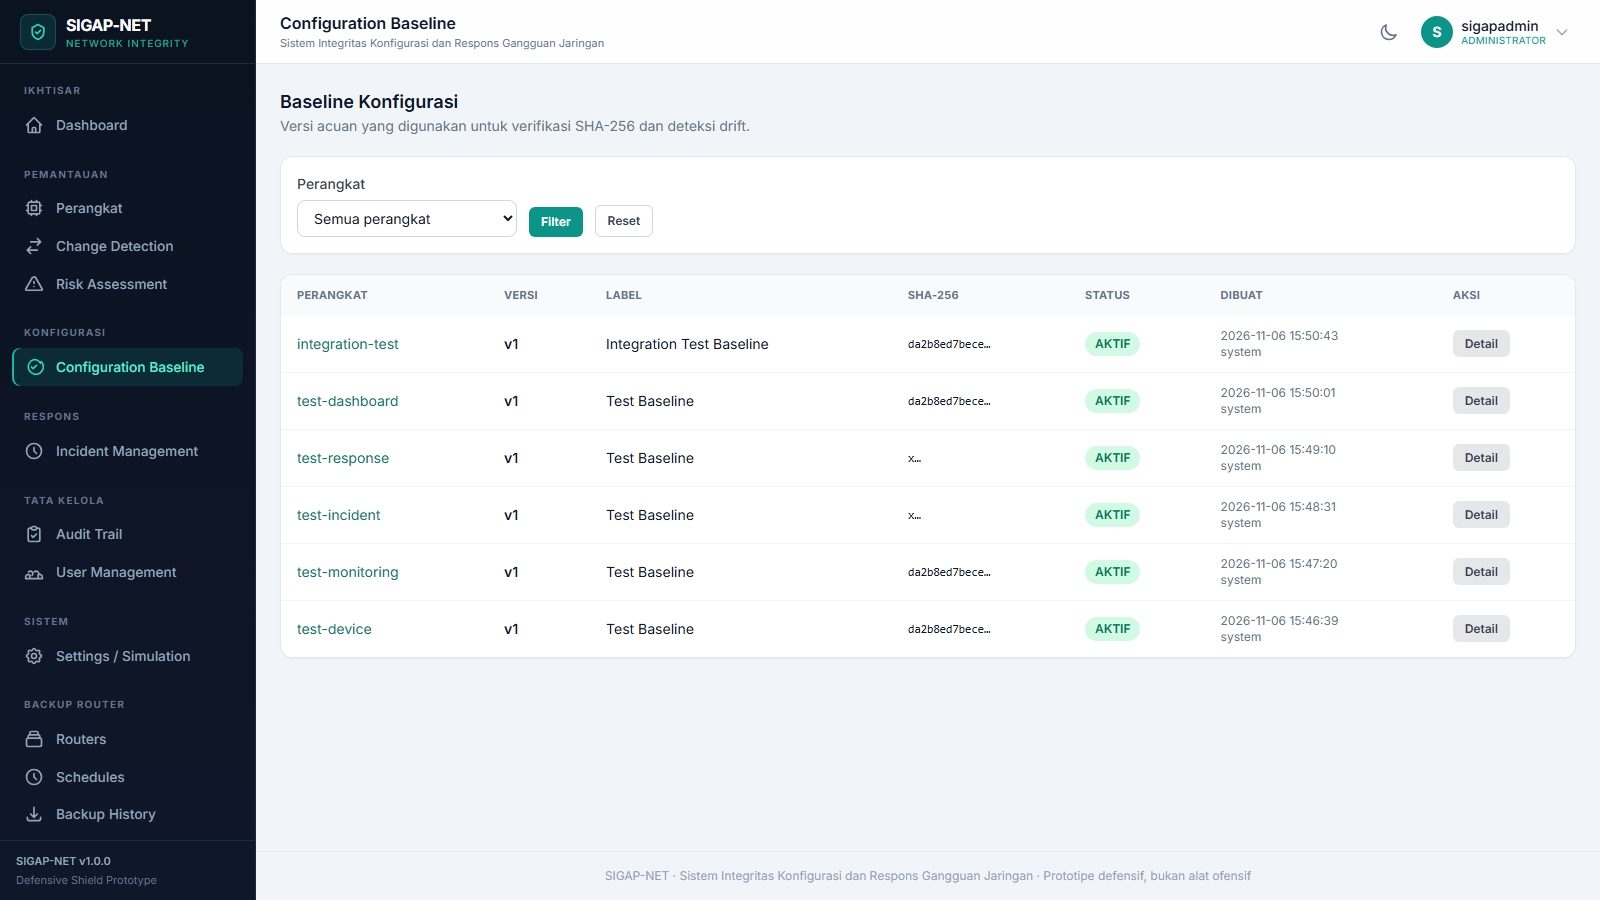 SIGAP-NET
NETWORK INTEGRITY
IKHTISAR
Dashboard
PEMANTAUAN
Perangkat
Change Detection
Risk Assessment
KONFIGURASI
Configuration Baseline
RESPONS
Incident Management
TATA KELOLA
Audit Trail
User Management
SISTEM
Settings / Simulation
BACKUP ROUTER
Routers
Schedules
Backup History
SIGAP-NET v1.0.0
Defensive Shield Prototype
Configuration Baseline
Sistem Integritas Konfigurasi dan Respons Gangguan Jaringan
S
sigapadmin
ADMINISTRATOR
Baseline Konfigurasi
Versi acuan yang digunakan untuk verifikasi SHA-256 dan deteksi drift.
Perangkat
Semua perangkat
Filter
Reset
PERANGKAT VERSI LABEL SHA-256 STATUS DIBUAT AKSI
integration-test v1 Integration Test Baseline da2b8ed7bece… AKTIF 2026-11-06 15:50:43 system Detail
test-dashboard v1 Test Baseline da2b8ed7bece… AKTIF 2026-11-06 15:50:01 system Detail
test-response v1 Test Baseline x… AKTIF 2026-11-06 15:49:10 system Detail
test-incident v1 Test Baseline x… AKTIF 2026-11-06 15:48:31 system Detail
test-monitoring v1 Test Baseline da2b8ed7bece… AKTIF 2026-11-06 15:47:20 system Detail
test-device v1 Test Baseline da2b8ed7bece… AKTIF 2026-11-06 15:46:39 system Detail
SIGAP-NET · Sistem Integritas Konfigurasi dan Respons Gangguan Jaringan · Prototipe defensif, bukan alat ofensif